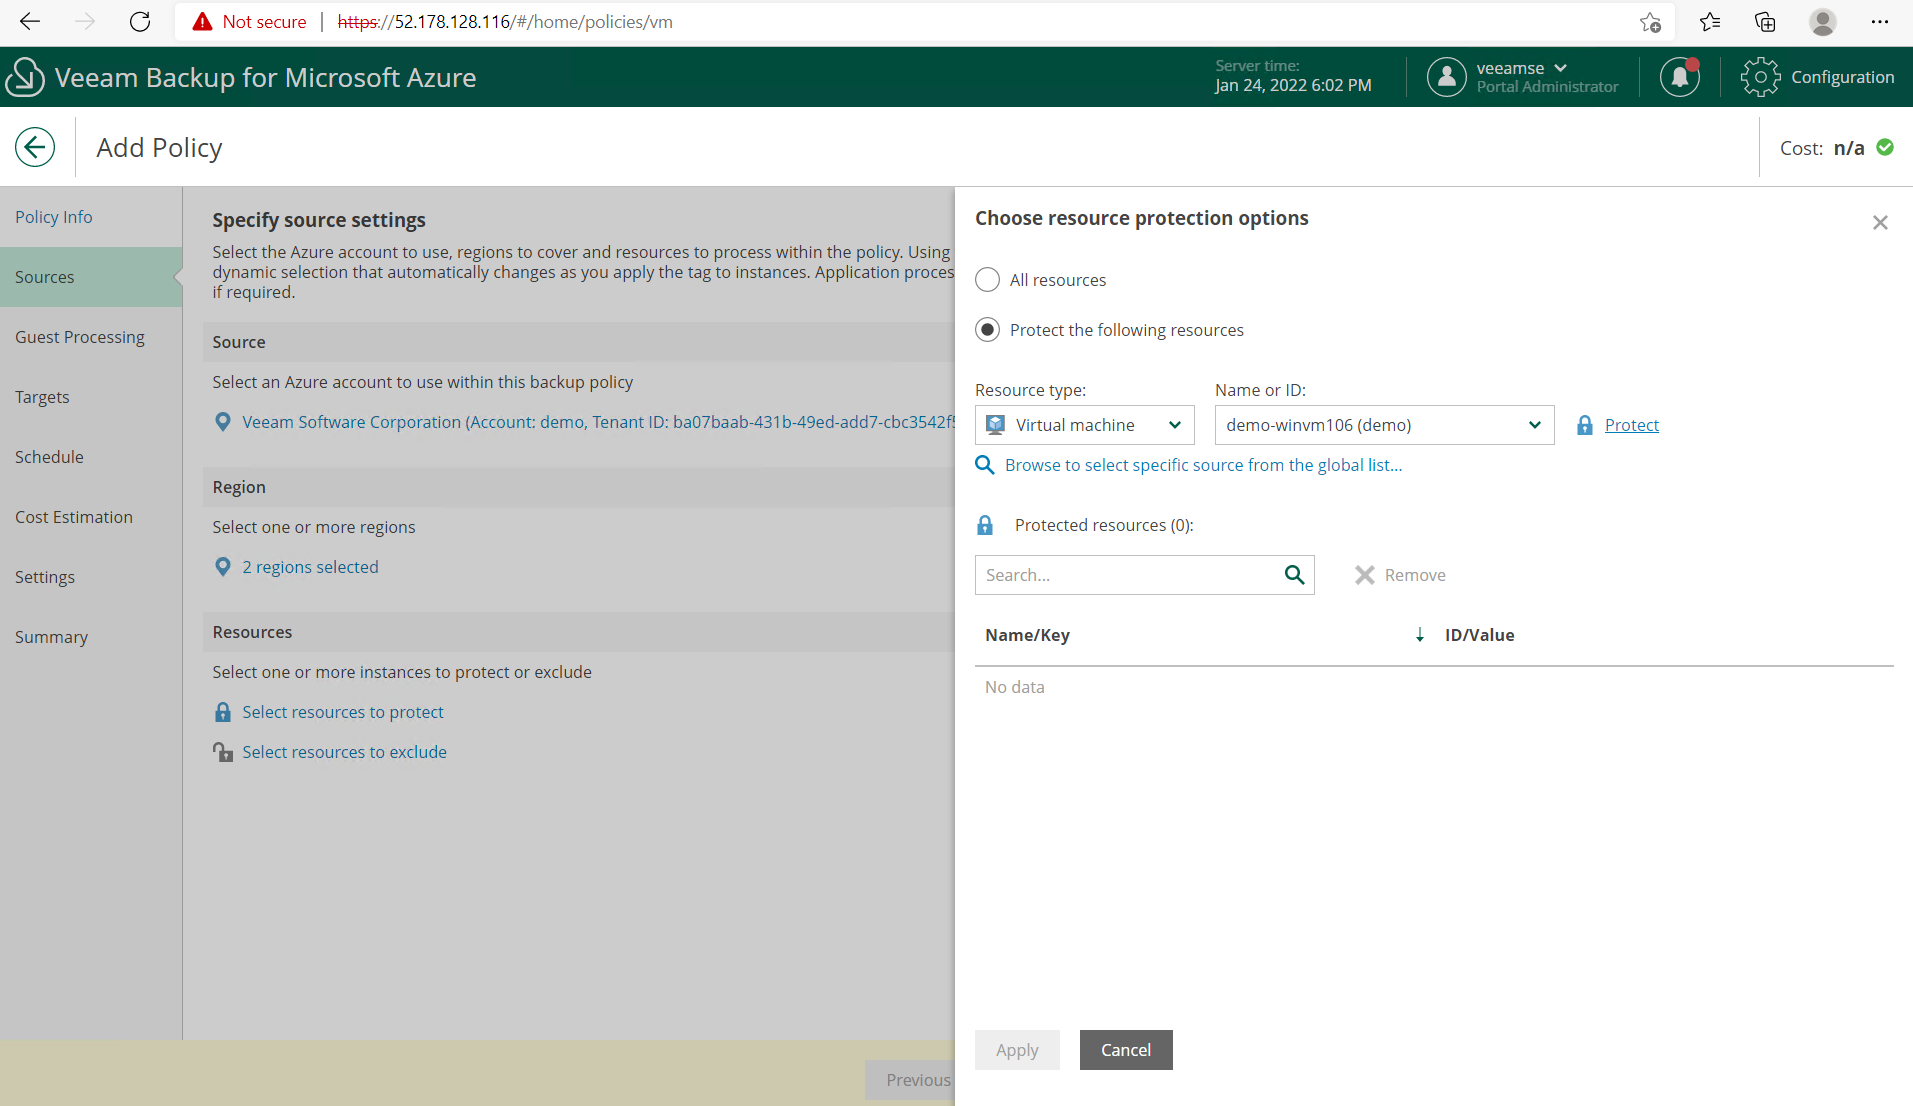 Not secure | https://52.178.128.116/#/home/policies/vm
Veeam Backup for Microsoft Azure
Server time:
Jan 24, 2022 6:02 PM
veeamse
Portal Administrator
Configuration
Add Policy
Cost: n/a
Policy Info
Sources
Guest Processing
Targets
Schedule
Cost Estimation
Settings
Summary
Specify source settings
Select the Azure account to use, regions to cover and resources to process within the policy. Using
dynamic selection that automatically changes as you apply the tag to instances. Application proces
if required.
Source
Select an Azure account to use within this backup policy
Veeam Software Corporation (Account: demo, Tenant ID: ba07baab-431b-49ed-add7-cbc3542f5
Region
Select one or more regions
2 regions selected
Resources
Select one or more instances to protect or exclude
Select resources to protect
Select resources to exclude
Previous
Choose resource protection options
All resources
Protect the following resources
Resource type:
Name or ID:
Virtual machine
demo-winvm106 (demo)
Protect
Browse to select specific source from the global list...
Protected resources (0):
Search...
Remove
Name/Key
ID/Value
No data
Apply
Cancel